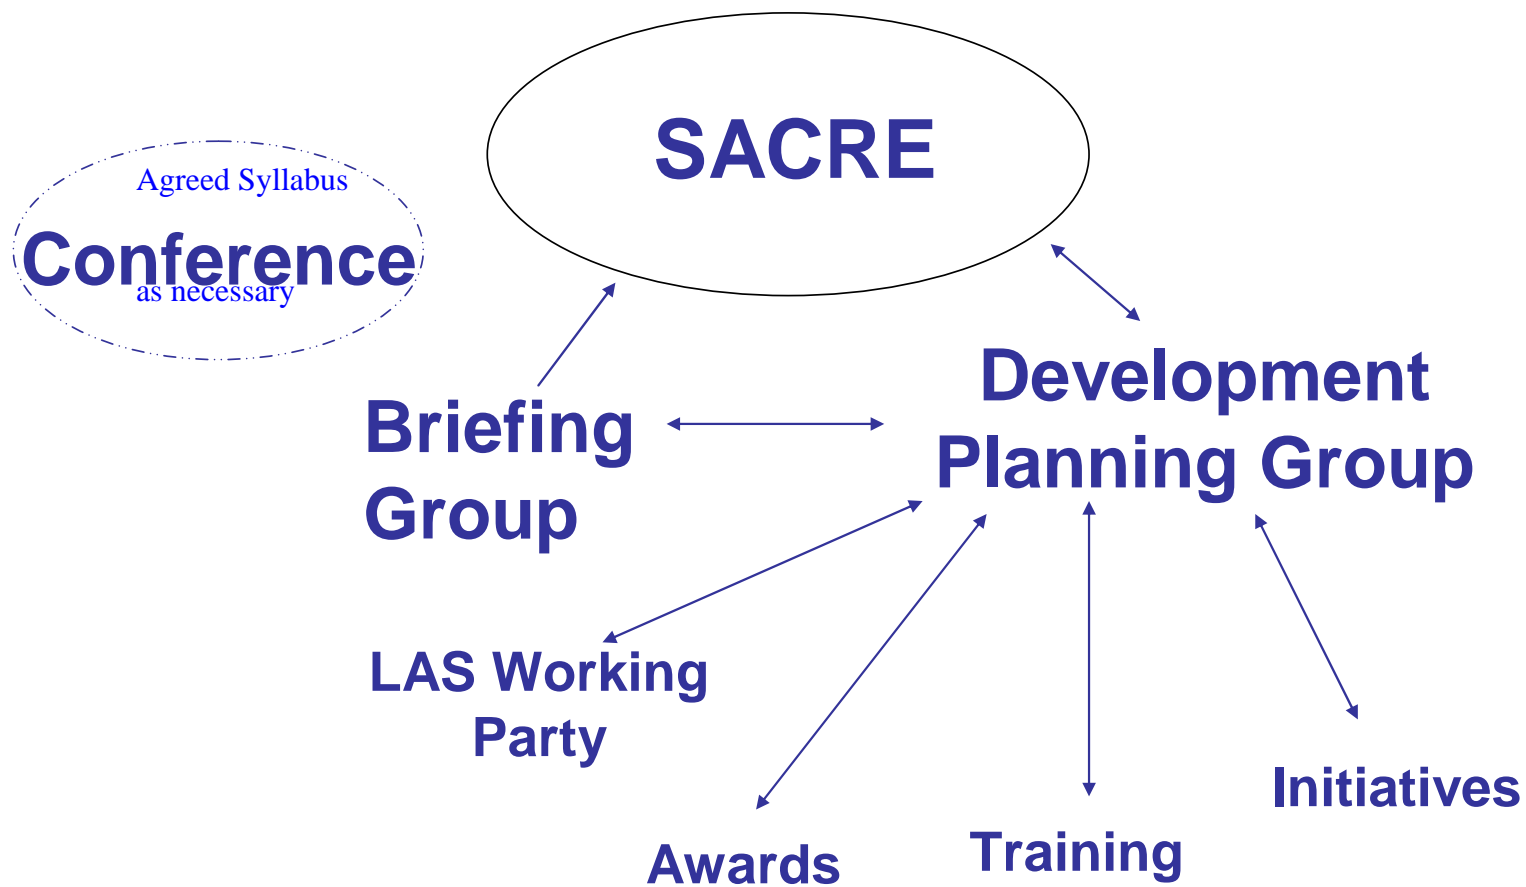 SACRE
Agreed Syllabus
Conference
as necessary
Development
Planning Group
Briefing
Group
LAS Working
Party
Initiatives
Training
Awards